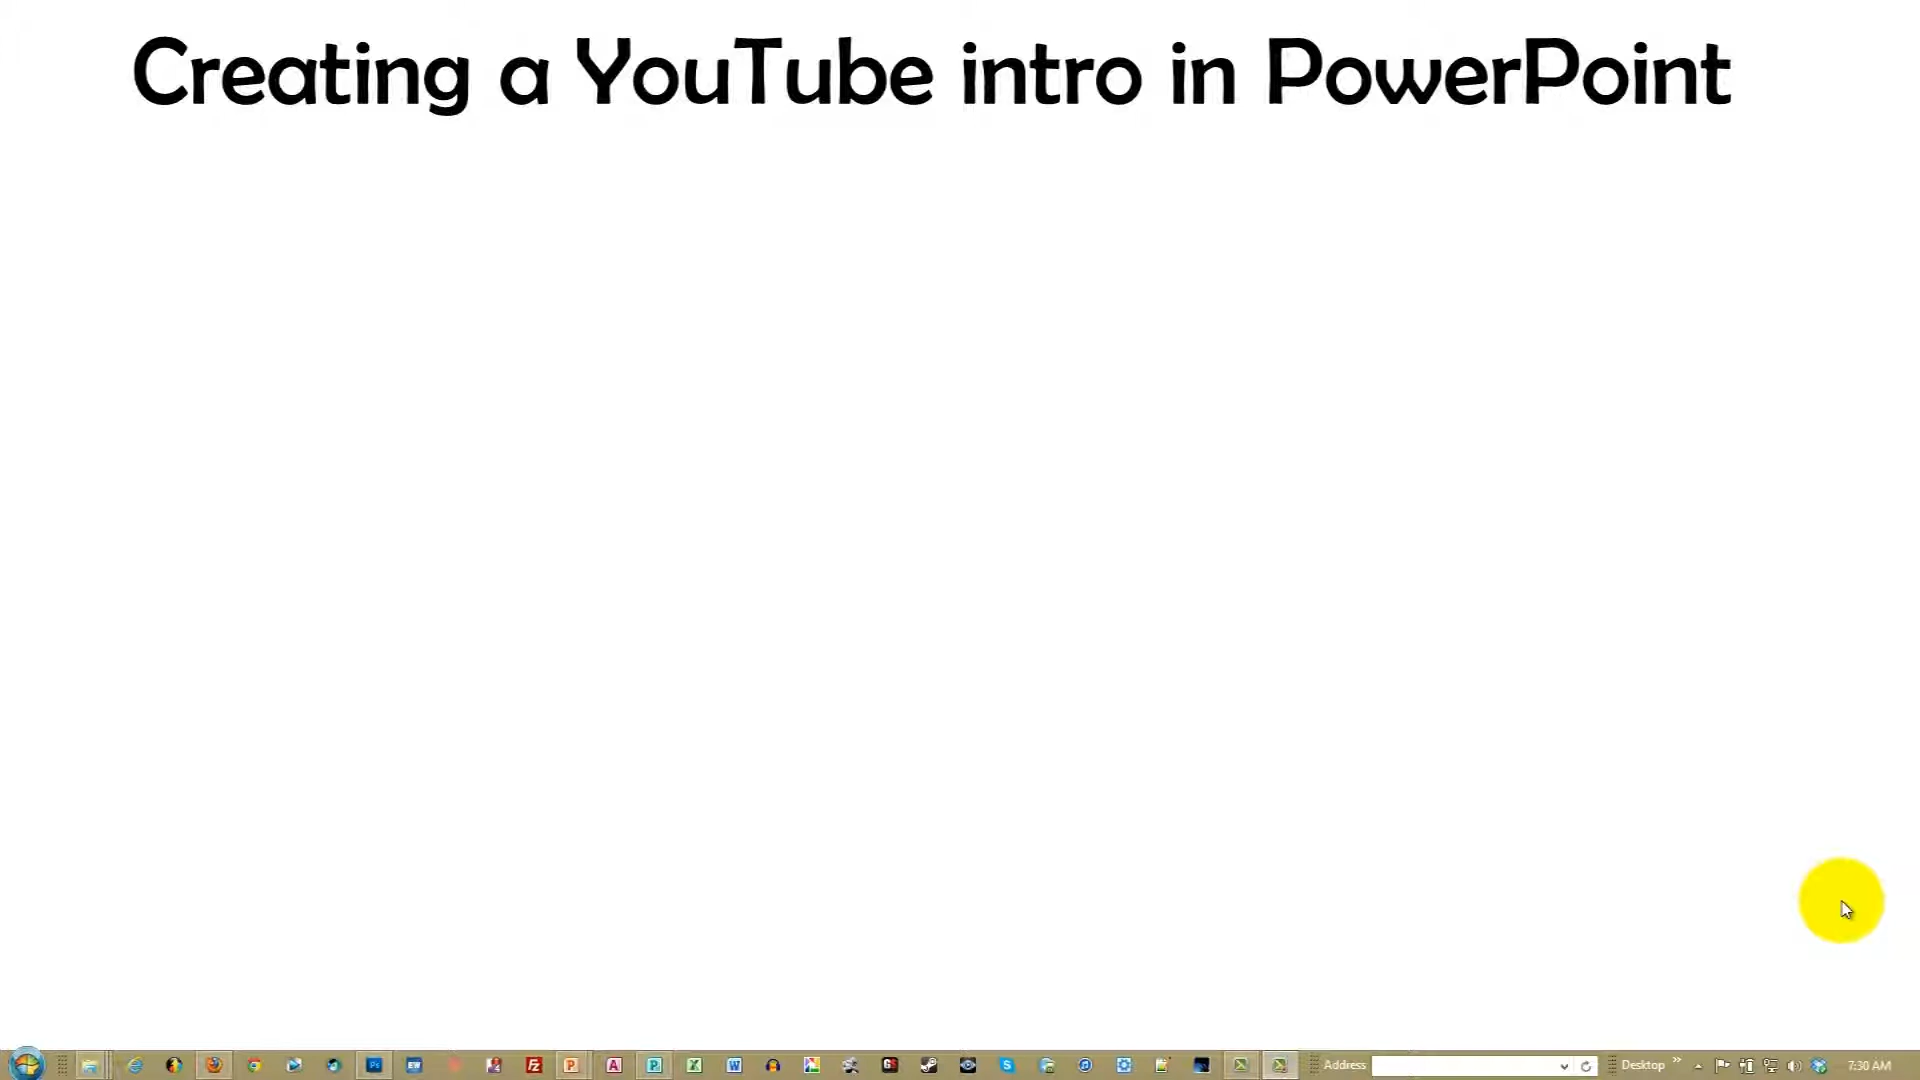 Creating a YouTube intro in PowerPoint
Address
Desktop
7:30 AM